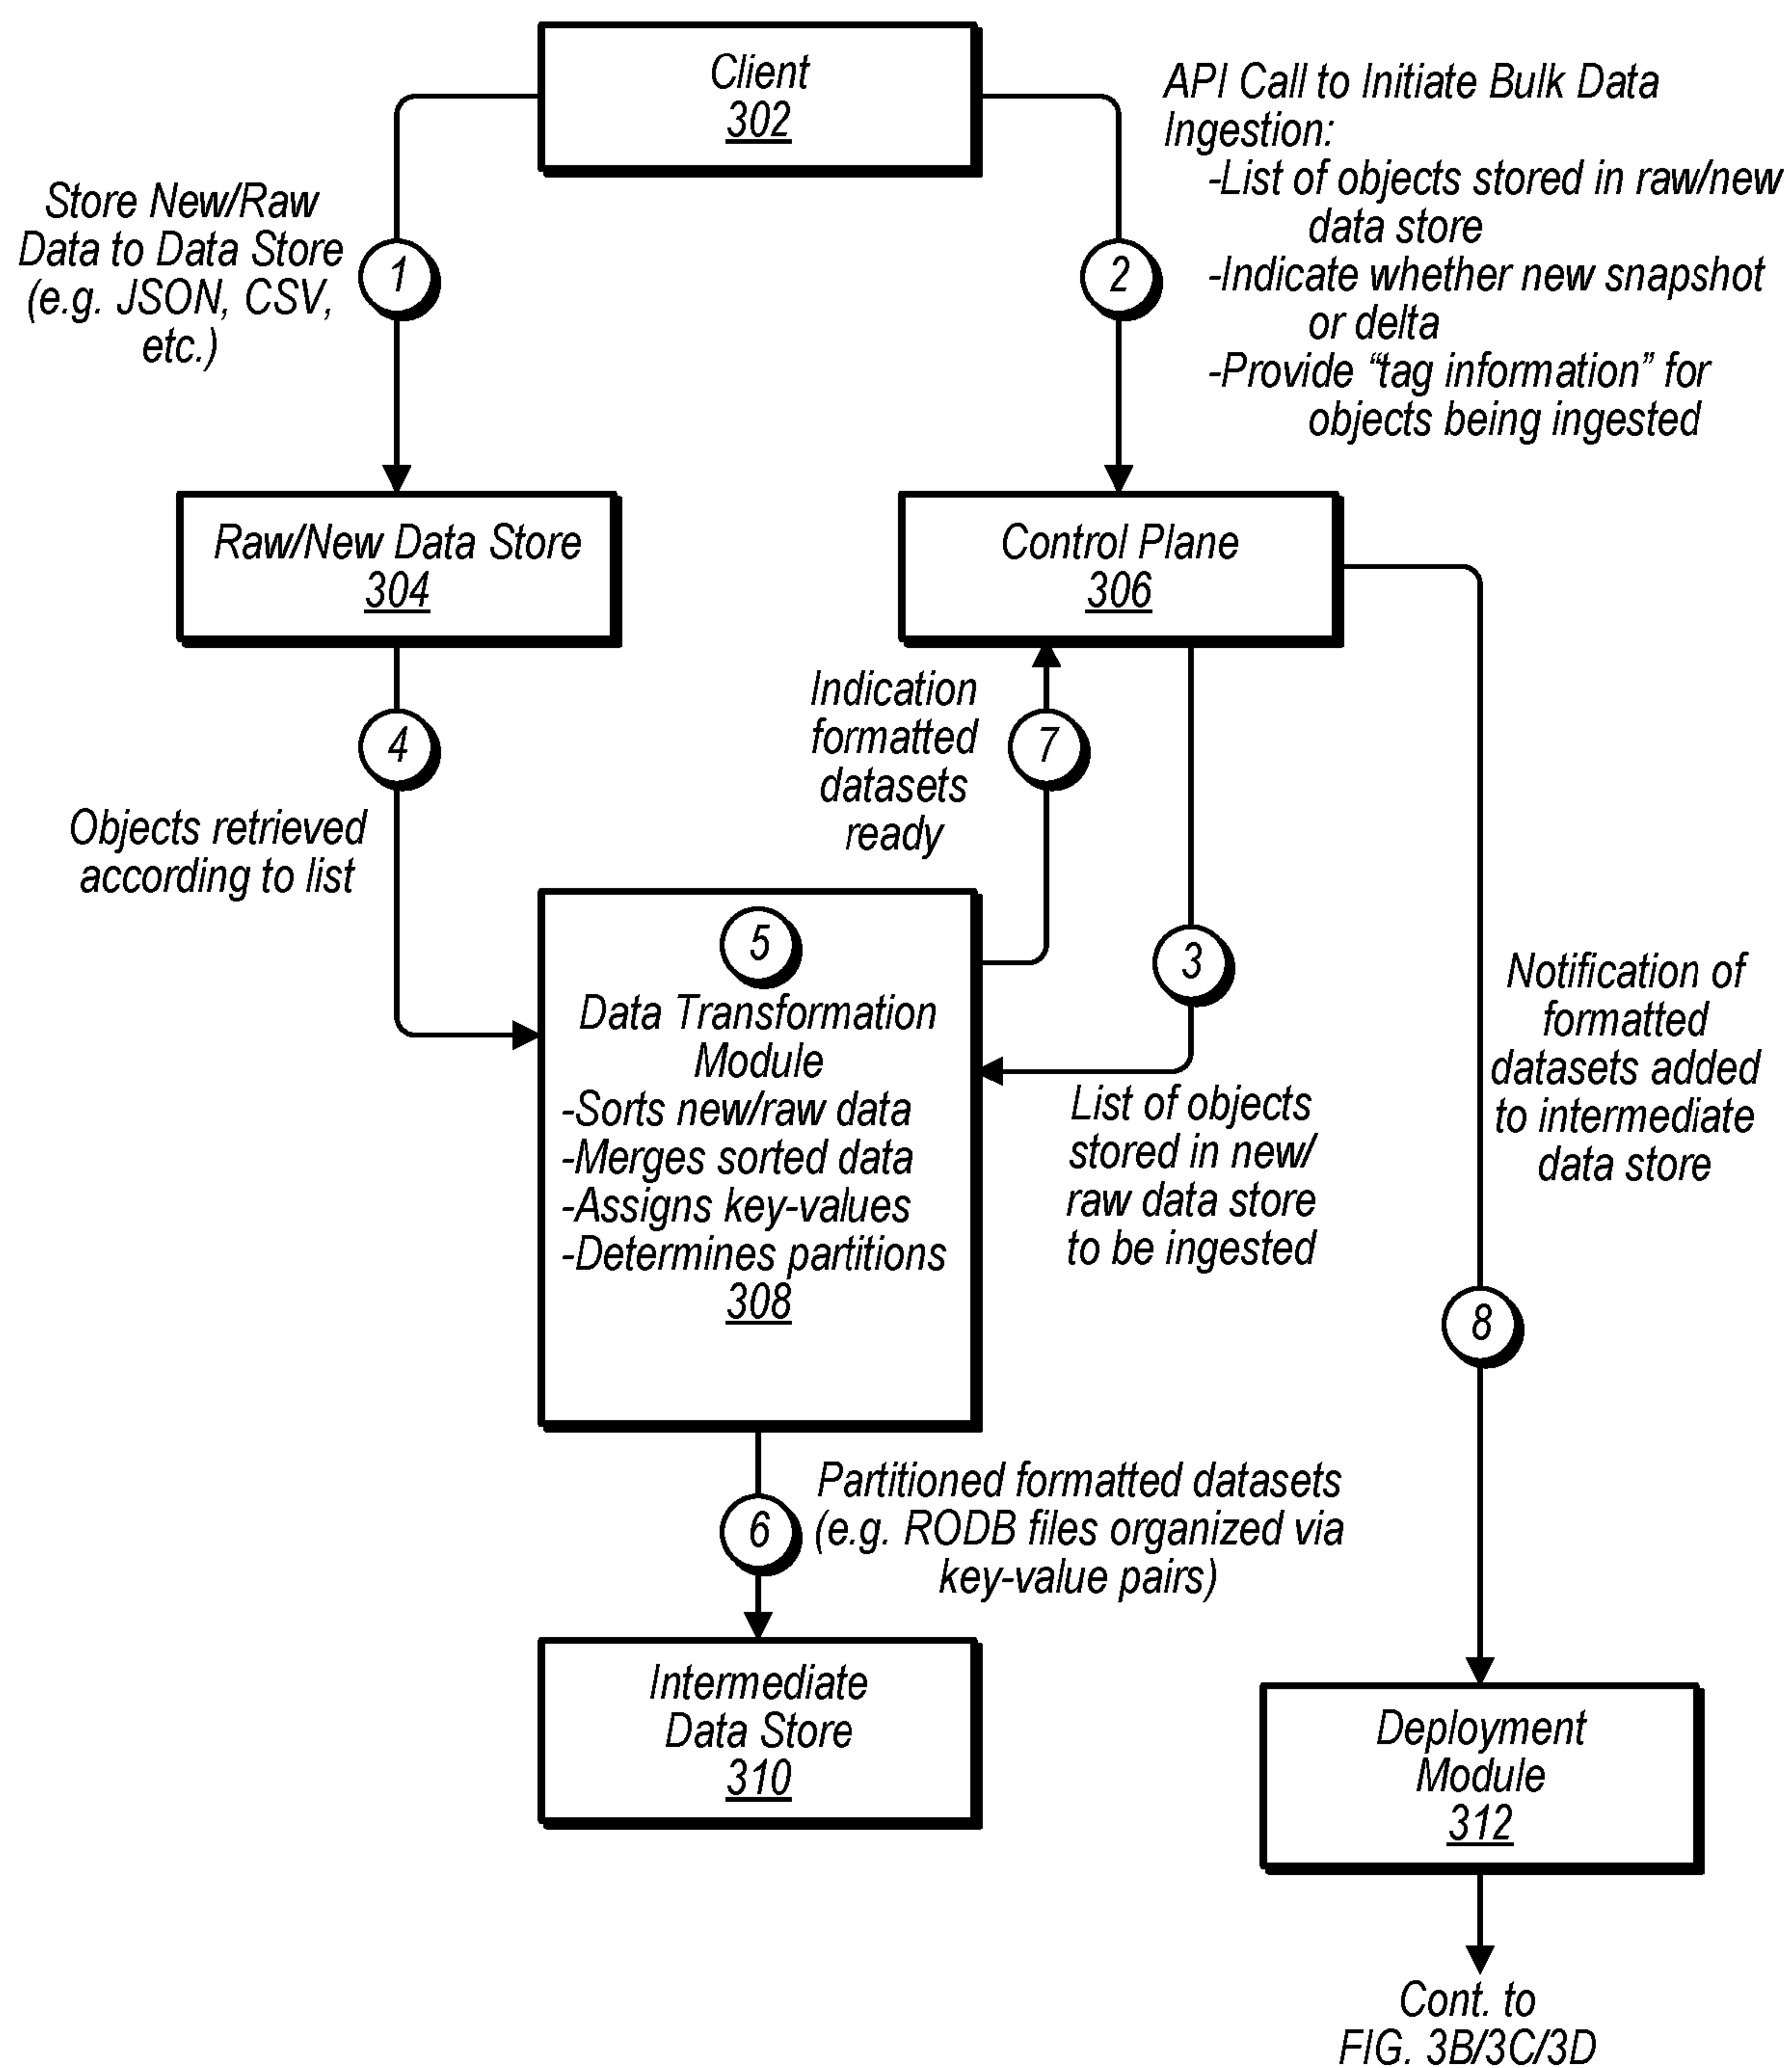 Client
302
API Call to Initiate Bulk Data
Ingestion:
-List of objects stored in raw/new
data store
-Indicate whether new snapshot
or delta
-Provide “tag information” for
objects being ingested
Store New/Raw
Data to Data Store
(e.g. JSON, CSV,
etc.)
1
2
Raw/New Data Store
304
Control Plane
306
4
Objects retrieved
according to list
Indication
formatted
datasets
ready
7
3
List of objects
stored in new/
raw data store
to be ingested
5
Data Transformation
Module
-Sorts new/raw data
-Merges sorted data
-Assigns key-values
-Determines partitions
308
Notification of
formatted
datasets added
to intermediate
data store
8
6
Partitioned formatted datasets
(e.g. RODB files organized via
key-value pairs)
Intermediate
Data Store
310
Deployment
Module
312
Cont. to
FIG. 3B/3C/3D